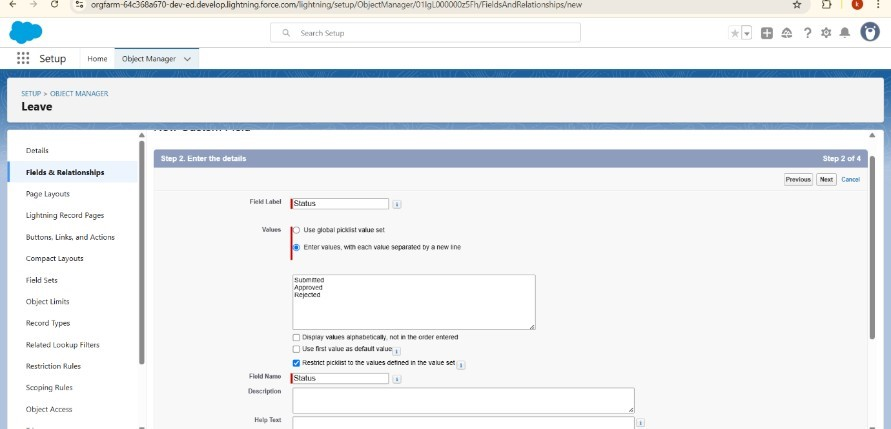 orgfarm-64c368a670-dev-ed.develop.lightning.force.com/lightning/setup/ObjectManager/01IgL000000z5Fh/FieldsAndRelationships/new
Search Setup
Setup
Home
Object Manager
SETUP > OBJECT MANAGER
Leave
Details
Fields & Relationships
Page Layouts
Lightning Record Pages
Buttons, Links, and Actions
Compact Layouts
Field Sets
Object Limits
Record Types
Related Lookup Filters
Restriction Rules
Scoping Rules
Object Access
Step 2. Enter the details
Step 2 of 4
Previous
Next
Cancel
Field Label
Status
Values
Use global picklist value set
Enter values, with each value separated by a new line
Submitted
Approved
Rejected
Display values alphabetically, not in the order entered
Use first value as default value
Restrict picklist to the values defined in the value set
Field Name
Status
Description
Help Text